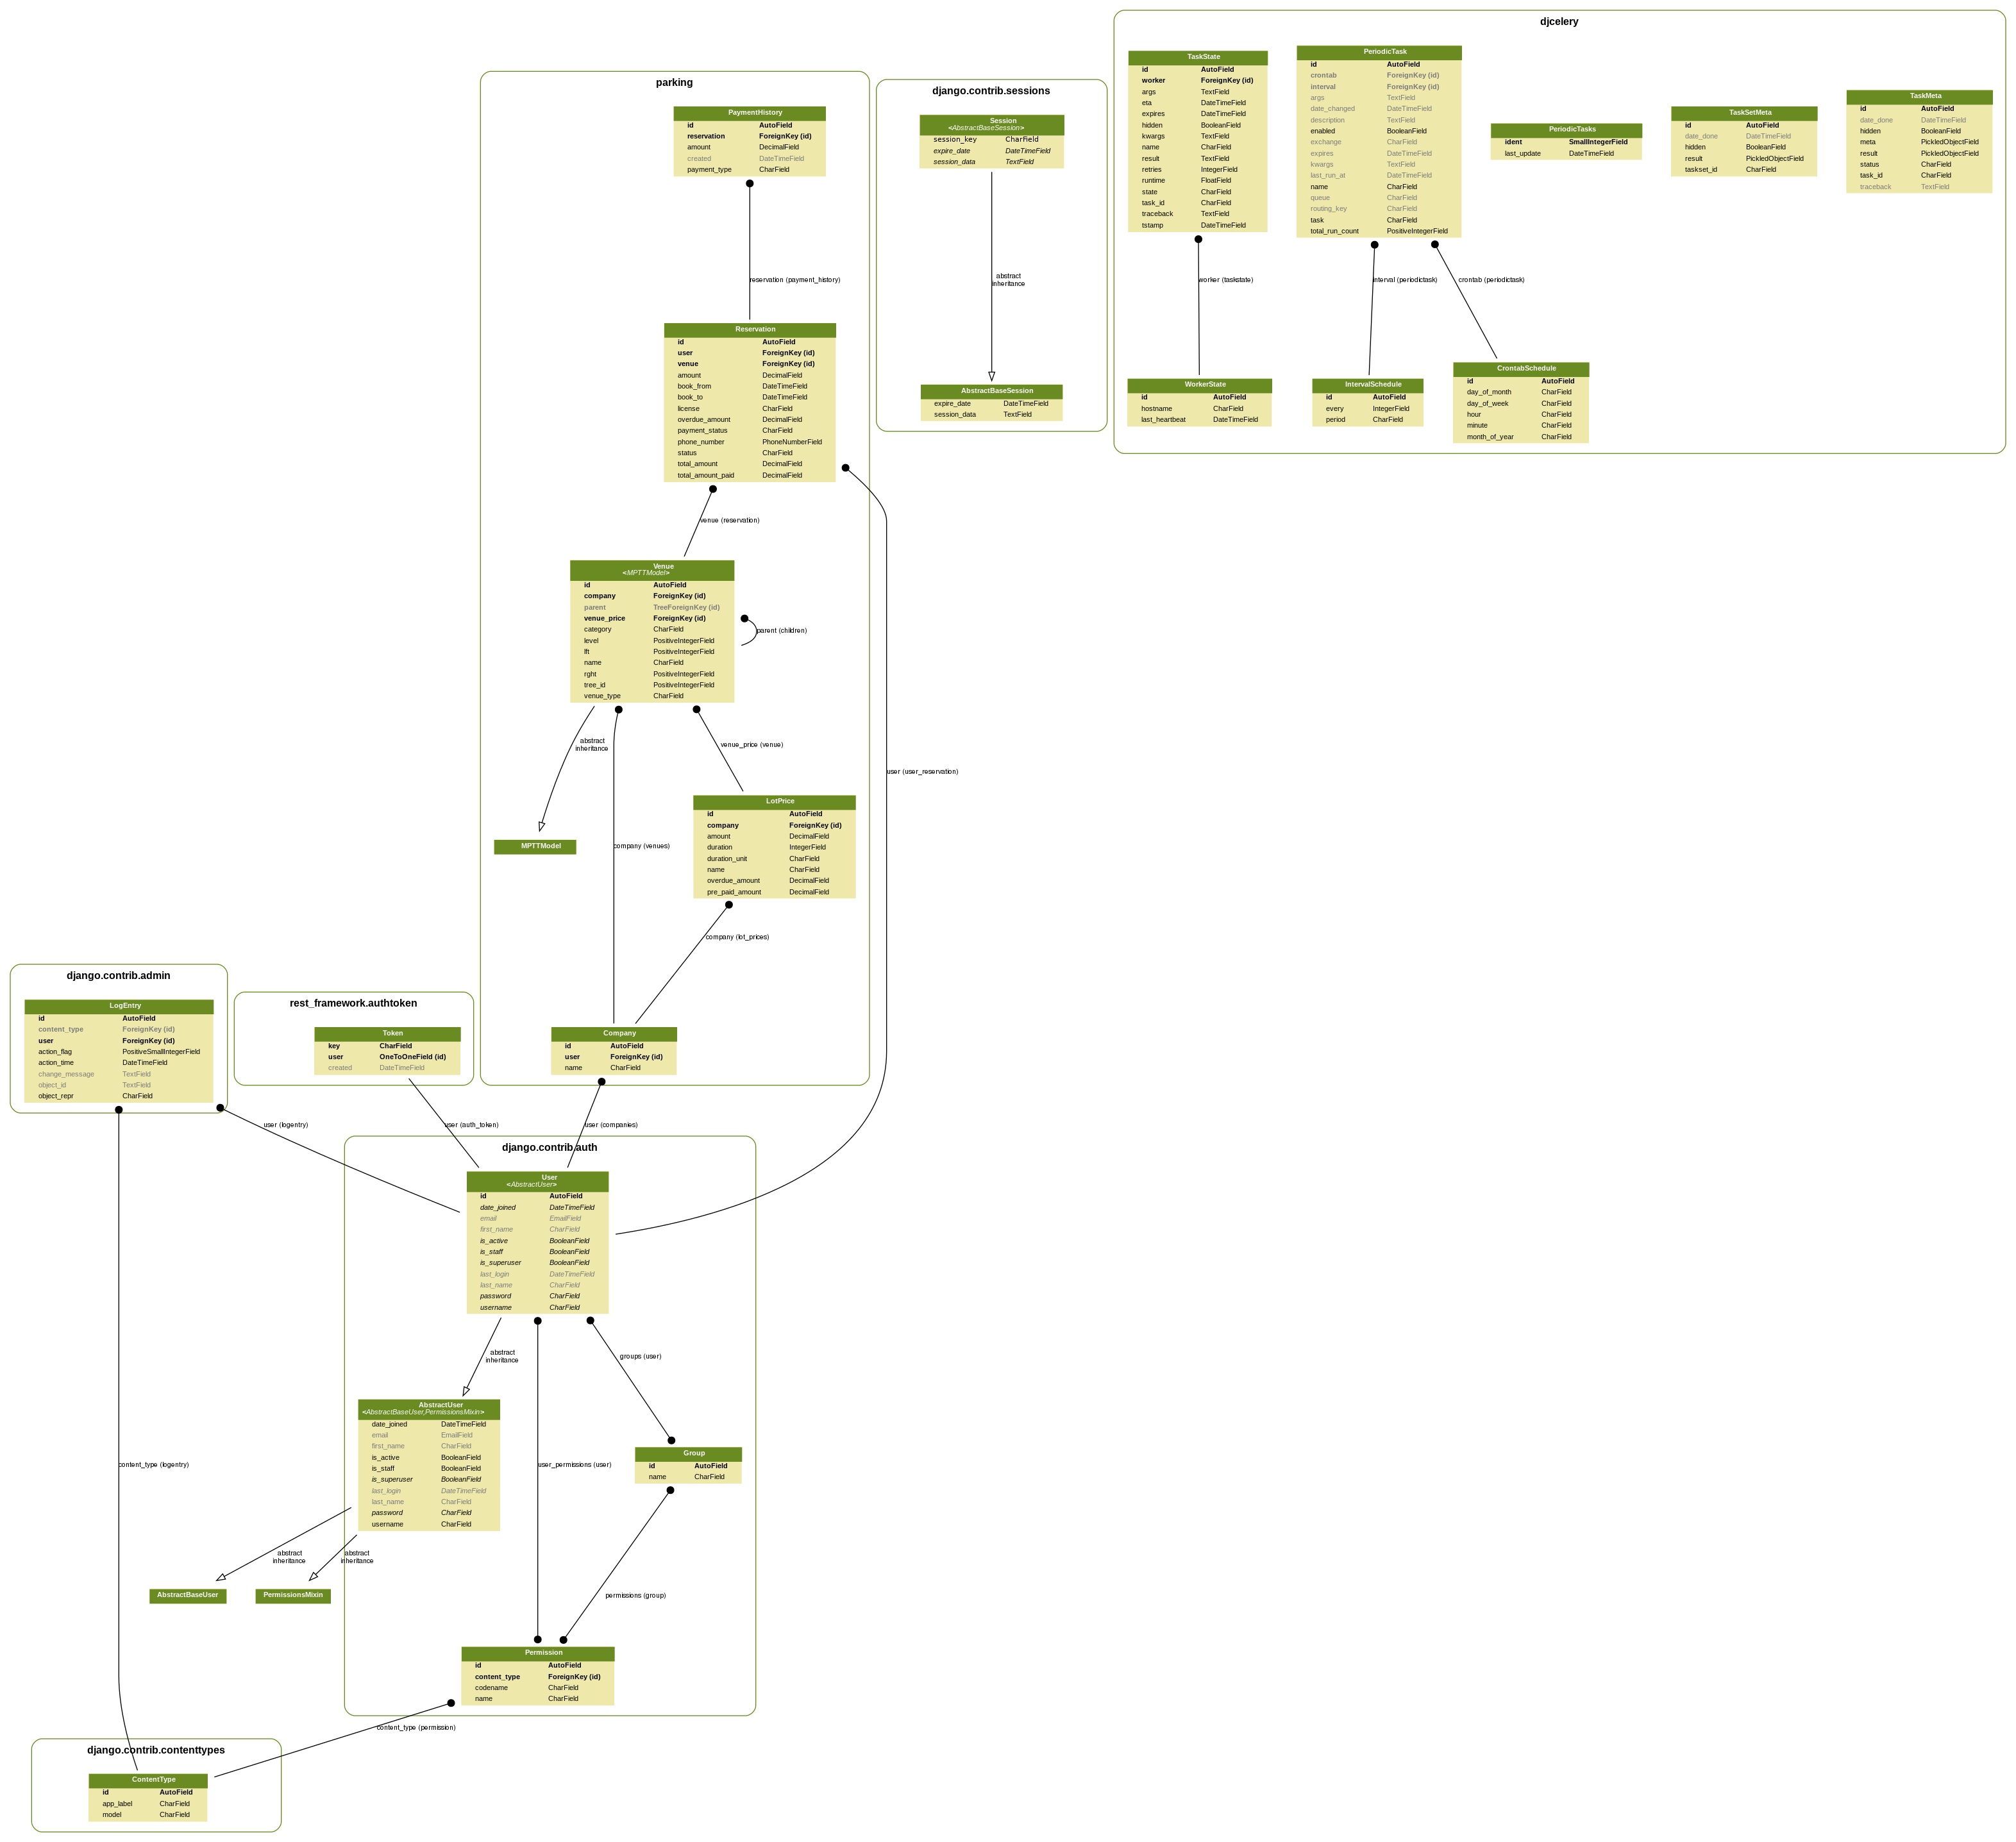 djcelery
TaskState
id AutoField
worker ForeignKey (id)
args TextField
eta DateTimeField
expires DateTimeField
hidden BooleanField
kwargs TextField
name CharField
result TextField
retries IntegerField
runtime FloatField
state CharField
task_id CharField
traceback TextField
tstamp DateTimeField
PeriodicTask
id AutoField
crontab ForeignKey (id)
interval ForeignKey (id)
args TextField
date_changed DateTimeField
description TextField
enabled BooleanField
exchange CharField
expires DateTimeField
kwargs TextField
last_run_at DateTimeField
name CharField
queue CharField
routing_key CharField
task CharField
total_run_count PositiveIntegerField
PeriodicTasks
ident SmallIntegerField
last_update DateTimeField
TaskSetMeta
id AutoField
date_done DateTimeField
hidden BooleanField
result PickledObjectField
taskset_id CharField
TaskMeta
id AutoField
date_done DateTimeField
hidden BooleanField
meta PickledObjectField
result PickledObjectField
status CharField
task_id CharField
traceback TextField
worker (taskstate)
interval (periodictask)
crontab (periodictask)
WorkerState
id AutoField
hostname CharField
last_heartbeat DateTimeField
IntervalSchedule
id AutoField
every IntegerField
period CharField
CrontabSchedule
id AutoField
day_of_month CharField
day_of_week CharField
hour CharField
minute CharField
month_of_year CharField
django.contrib.sessions
Session
<AbstractBaseSession>
session_key CharField
expire_date DateTimeField
session_data TextField
abstract
inheritance
AbstractBaseSession
expire_date DateTimeField
session_data TextField
parking
PaymentHistory
id AutoField
reservation ForeignKey (id)
amount DecimalField
created DateTimeField
payment_type CharField
reservation (payment_history)
Reservation
id AutoField
user ForeignKey (id)
venue ForeignKey (id)
amount DecimalField
book_from DateTimeField
book_to DateTimeField
license CharField
overdue_amount DecimalField
payment_status CharField
phone_number PhoneNumberField
status CharField
total_amount DecimalField
total_amount_paid DecimalField
venue (reservation)
Venue
<MPTTModel>
id AutoField
company ForeignKey (id)
parent TreeForeignKey (id)
venue_price ForeignKey (id)
category CharField
level PositiveIntegerField
lft PositiveIntegerField
name CharField
rght PositiveIntegerField
tree_id PositiveIntegerField
venue_type CharField
parent (children)
abstract
inheritance
venue_price (venue)
user (user_reservation)
MPTTModel
company (venues)
LotPrice
id AutoField
company ForeignKey (id)
amount DecimalField
duration IntegerField
duration_unit CharField
name CharField
overdue_amount DecimalField
pre_paid_amount DecimalField
company (lot_prices)
Company
id AutoField
user ForeignKey (id)
name CharField
django.contrib.admin
LogEntry
id AutoField
content_type ForeignKey (id)
user ForeignKey (id)
action_flag PositiveSmallIntegerField
action_time DateTimeField
change_message TextField
object_id TextField
object_repr CharField
rest_framework.authtoken
Token
key CharField
user OneToOneField (id)
created DateTimeField
user (logentry)
user (auth_token)
user (companies)
django.contrib.auth
User
<AbstractUser>
id AutoField
date_joined DateTimeField
email EmailField
first_name CharField
is_active BooleanField
is_staff BooleanField
is_superuser BooleanField
last_login DateTimeField
last_name CharField
password CharField
username CharField
abstract
inheritance
groups (user)
AbstractUser
<AbstractBaseUser,PermissionsMixin>
date_joined DateTimeField
email EmailField
first_name CharField
is_active BooleanField
is_staff BooleanField
is_superuser BooleanField
last_login DateTimeField
last_name CharField
password CharField
username CharField
content_type (logentry)
user_permissions (user)
Group
id AutoField
name CharField
abstract
inheritance
abstract
inheritance
AbstractBaseUser
PermissionsMixin
permissions (group)
Permission
id AutoField
content_type ForeignKey (id)
codename CharField
name CharField
content_type (permission)
django.contrib.contenttypes
ContentType
id AutoField
app_label CharField
model CharField